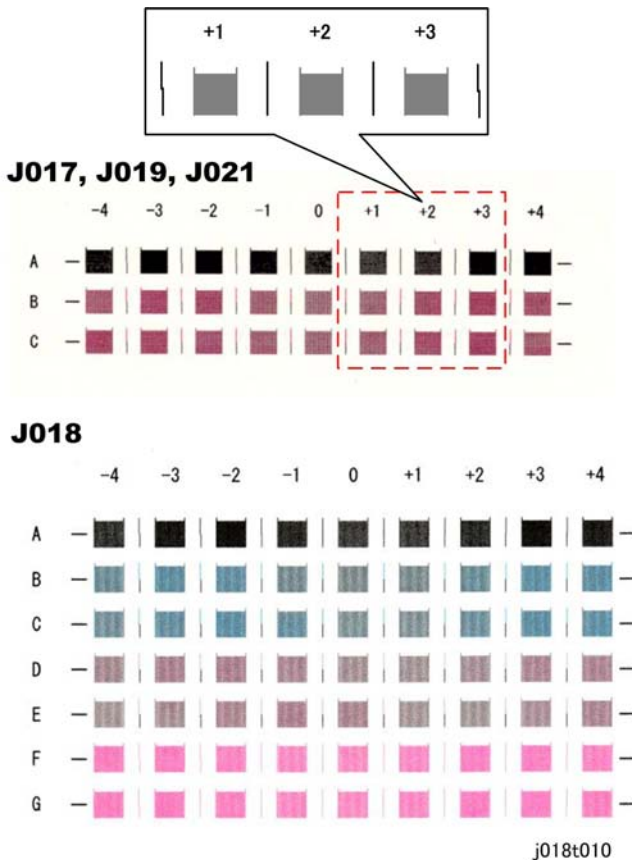 +1 +2 +3
J017, J019, J021
-4 -3 -2 -1 0 +1 +2 +3 +4
A
B
C
J018
-4 -3 -2 -1 0 +1 +2 +3 +4
A
B
C
D
E
F
G
j018t010